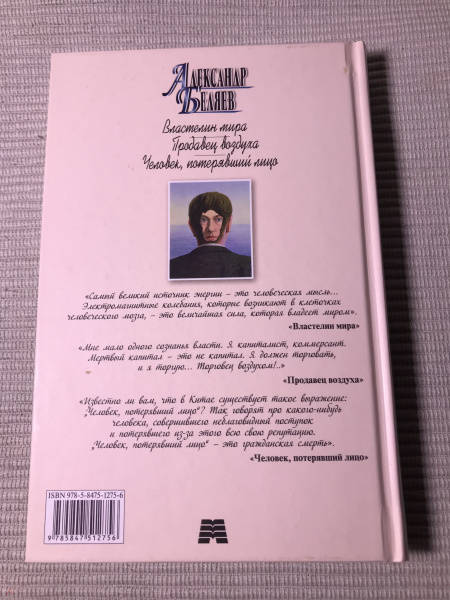 Александр
Беляев
Властелин мира
Продавец воздуха
Человек, потерявший лицо
«Самый великий источник энергии – это человеческая мысль...
Электромагнитные колебания, которые возникают в клеточках
человеческого мозга, – это величайшая сила, которая владеет миром».
«Властелин мира»
«Мне мало одного сознанья власти. Я капиталист, коммерсант.
Мертвый капитал – это не капитал. Я должен торговать,
и я торгую... Торговец воздухом!..»
«Продавец воздуха»
«Известно ли вам, что в Китае существует такое выражение:
„Человек, потерявший лицо“? Так говорят про какого-нибудь
человека, совершившего неблаговидный поступок
и потерявшего из-за этого всю свою репутацию.
„Человек, потерявший лицо“ – это гражданская смерть».
«Человек, потерявший лицо»
ISBN 978-5-8475-1275-6
9785847512756